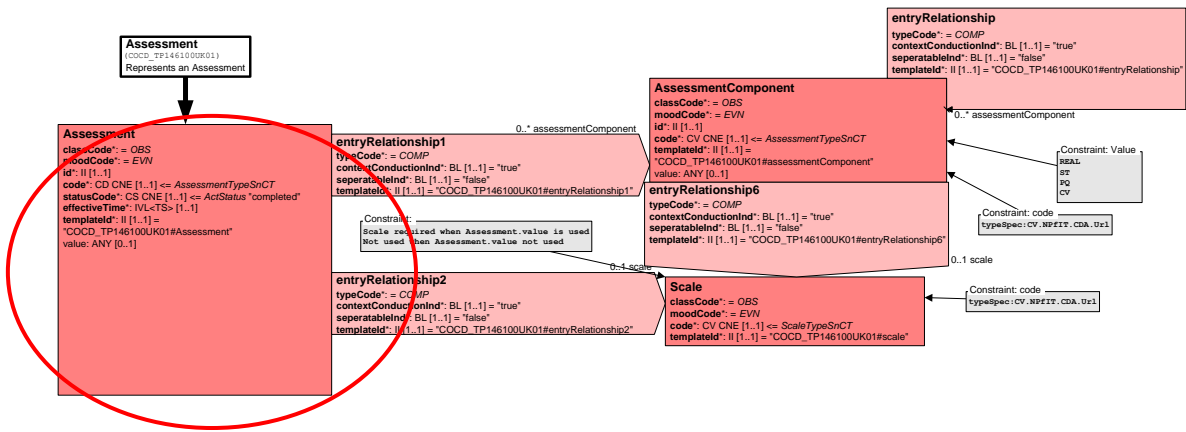 Assessment
(COCD_TP146100UK01)
Represents an Assessment
Assessment
classCode*: = OBS
moodCode*: = EVN
id*: II [1..1]
code*: CD CNE [1..1] <= AssessmentTypeSnCT
statusCode*: CS CNE [1..1] <= ActStatus "completed"
effectiveTime*: IVL<TS> [1..1]
templateId*: II [1..1] =
"COCD_TP146100UK01#Assessment"
value: ANY [0..1]
0..* assessmentComponent
entryRelationship1
typeCode*: = COMP
contextConductionInd*: BL [1..1] = "true"
seperatableInd*: BL [1..1] = "false"
templateId*: II [1..1] = "COCD_TP146100UK01#entryRelationship1"
Constraint:
Scale required when Assessment.value is used
Not used when Assessment.value not used
0..1 scale
entryRelationship2
typeCode*: = COMP
contextConductionInd*: BL [1..1] = "true"
seperatableInd*: BL [1..1] = "false"
templateId*: II [1..1] = "COCD_TP146100UK01#entryRelationship2"
entryRelationship
typeCode*: = COMP
contextConductionInd*: BL [1..1] = "true"
seperatableInd*: BL [1..1] = "false"
templateId*: II [1..1] = "COCD_TP146100UK01#entryRelationship"
0..* assessmentComponent
AssessmentComponent
classCode*: = OBS
moodCode*: = EVN
id*: II [1..1]
code*: CV CNE [1..1] <= AssessmentTypeSnCT
templateId*: II [1..1] =
"COCD_TP146100UK01#assessmentComponent"
value: ANY [0..1]
entryRelationship6
typeCode*: = COMP
contextConductionInd*: BL [1..1] = "true"
seperatableInd*: BL [1..1] = "false"
templateId*: II [1..1] = "COCD_TP146100UK01#entryRelationship6"
0..1 scale
Scale
classCode*: = OBS
moodCode*: = EVN
code*: CV CNE [1..1] <= ScaleTypeSnCT
templateId*: II [1..1] = "COCD_TP146100UK01#scale"
Constraint: Value
REAL
ST
PQ
CV
Constraint: code
typeSpec:CV.NPfIT.CDA.Url
Constraint: code
typeSpec:CV.NPfIT.CDA.Url